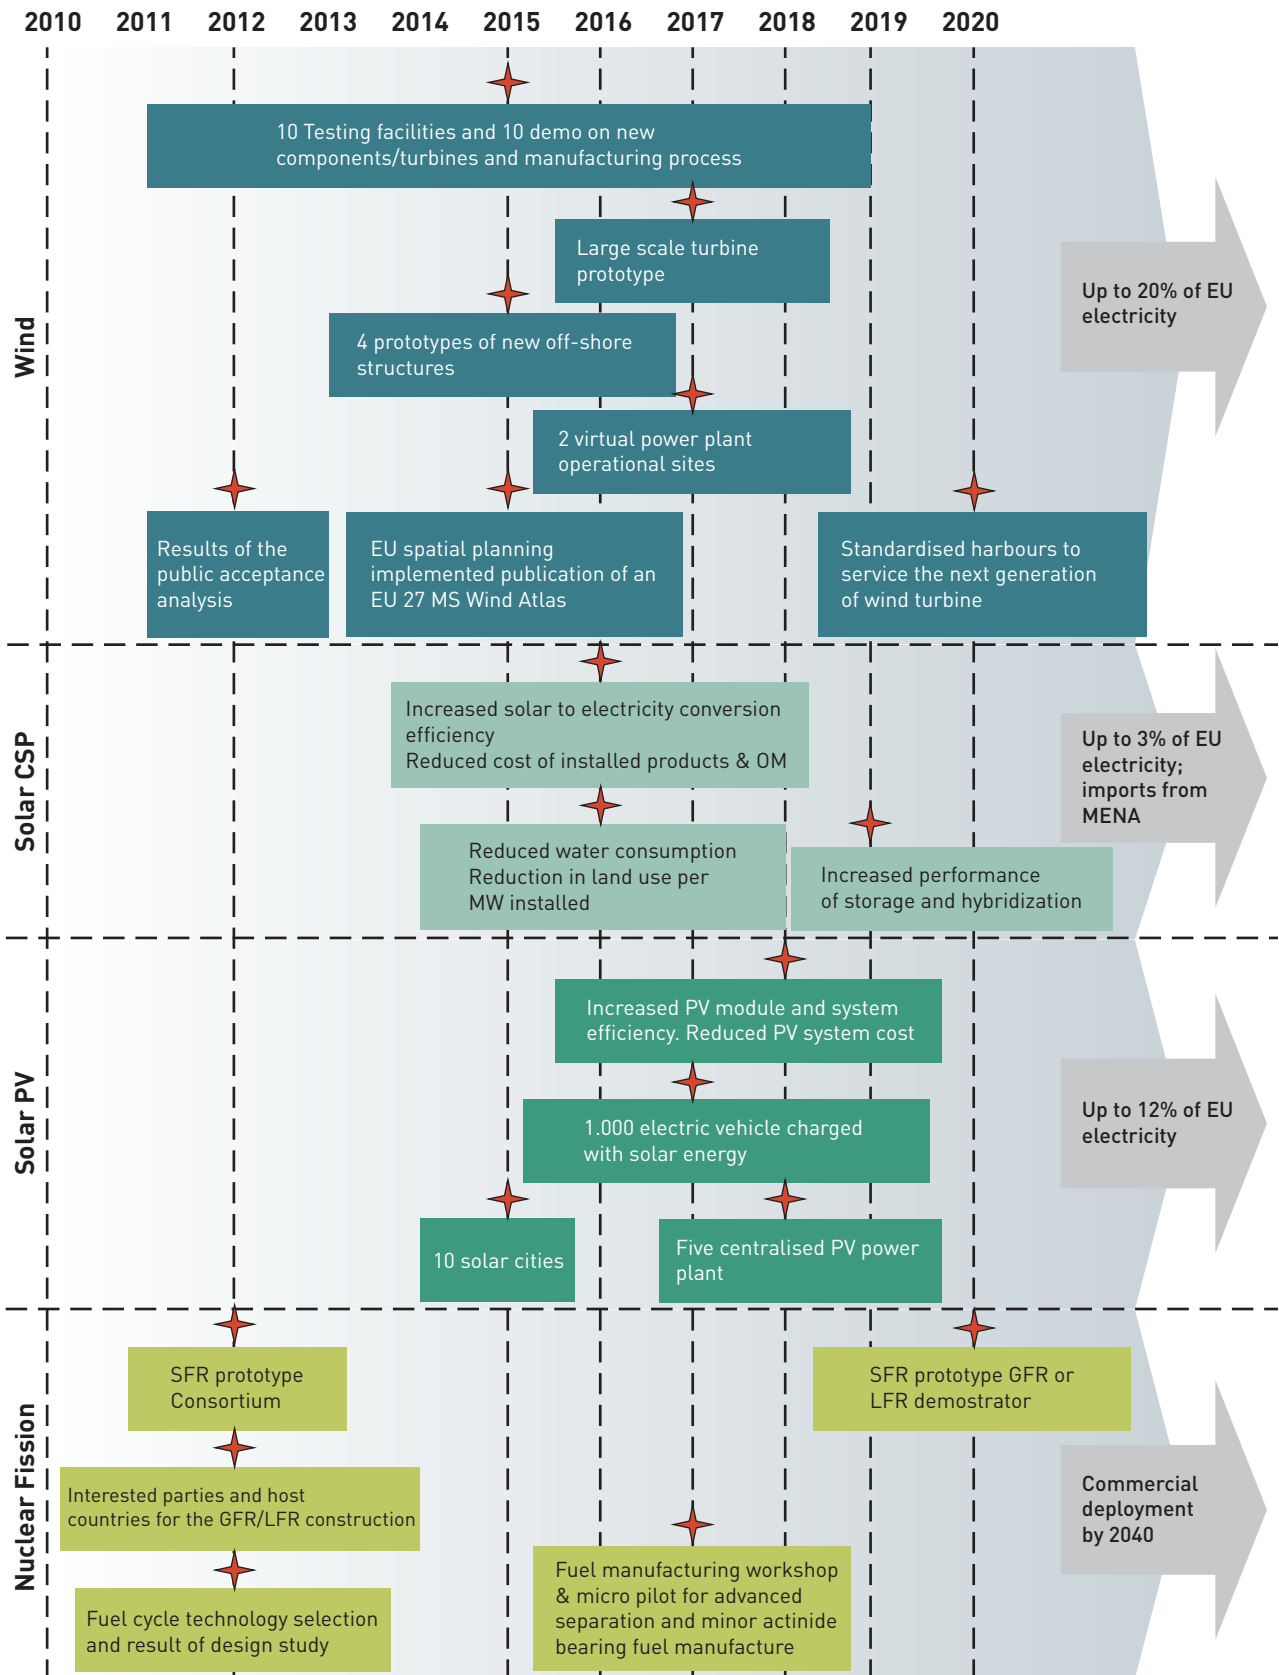 2010 2011 2012 2013 2014 2015 2016 2017 2018 2019 2020
Wind
10 Testing facilities and 10 demo on new
components/turbines and manufacturing process
Large scale turbine
prototype
4 prototypes of new off-shore
structures
2 virtual power plant
operational sites
Results of the
public acceptance
analysis
EU spatial planning
implemented publication of an
EU 27 MS Wind Atlas
Standardised harbours to
service the next generation
of wind turbine
Up to 20% of EU
electricity
Solar CSP
Increased solar to electricity conversion
efficiency
Reduced cost of installed products & OM
Reduced water consumption
Reduction in land use per
MW installed
Increased performance
of storage and hybridization
Up to 3% of EU
electricity;
imports from
MENA
Solar PV
Increased PV module and system
efficiency. Reduced PV system cost
1.000 electric vehicle charged
with solar energy
10 solar cities
Five centralised PV power
plant
Up to 12% of EU
electricity
Nuclear Fission
SFR prototype
Consortium
SFR prototype GFR or
LFR demostrator
Interested parties and host
countries for the GFR/LFR construction
Fuel cycle technology selection
and result of design study
Fuel manufacturing workshop
& micro pilot for advanced
separation and minor actinide
bearing fuel manufacture
Commercial
deployment
by 2040